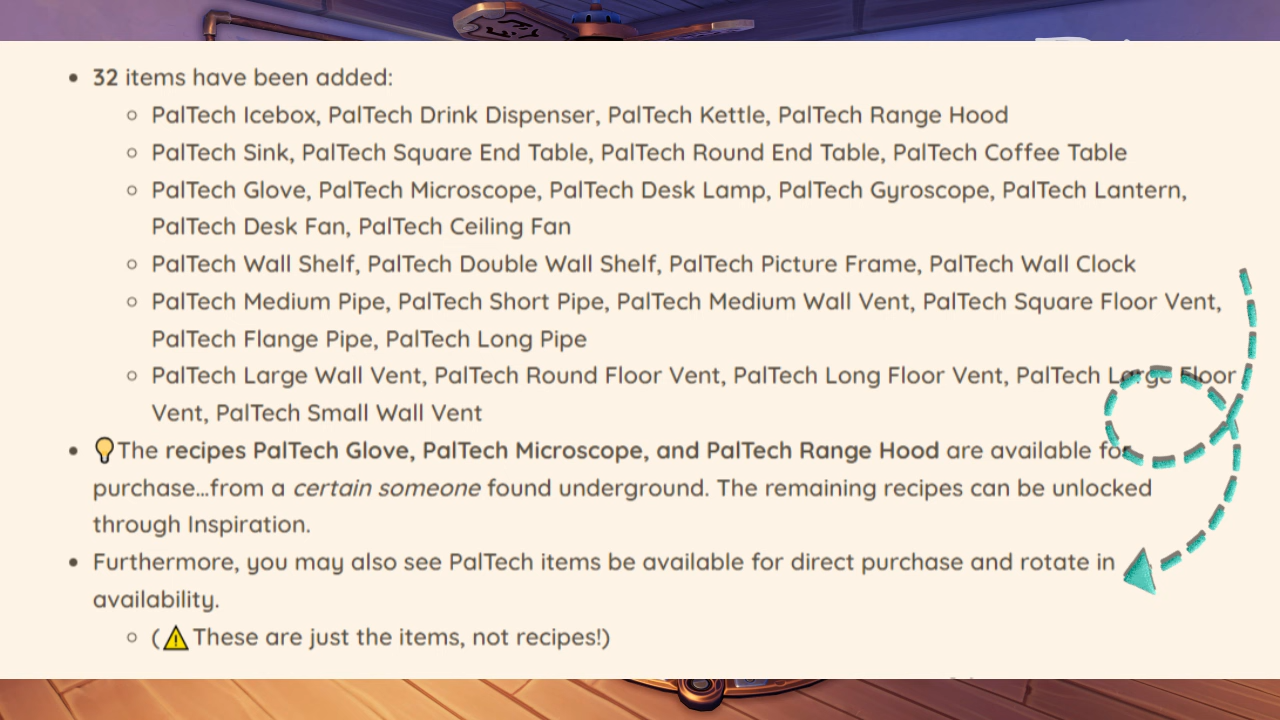 32 items have been added:
PalTech Icebox, PalTech Drink Dispenser, PalTech Kettle, PalTech Range Hood
PalTech Sink, PalTech Square End Table, PalTech Round End Table, PalTech Coffee Table
PalTech Glove, PalTech Microscope, PalTech Desk Lamp, PalTech Gyroscope, PalTech Lantern,
PalTech Desk Fan, PalTech Ceiling Fan
PalTech Wall Shelf, PalTech Double Wall Shelf, PalTech Picture Frame, PalTech Wall Clock
PalTech Medium Pipe, PalTech Short Pipe, PalTech Medium Wall Vent, PalTech Square Floor Vent,
PalTech Flange Pipe, PalTech Long Pipe
PalTech Large Wall Vent, PalTech Round Floor Vent, PalTech Long Floor Vent, PalTech Large Floor
Vent, PalTech Small Wall Vent
💡The recipes PalTech Glove, PalTech Microscope, and PalTech Range Hood are available for
purchase...from a certain someone found underground. The remaining recipes can be unlocked
through Inspiration.
Furthermore, you may also see PalTech items be available for direct purchase and rotate in
availability.
(⚠️These are just the items, not recipes!)